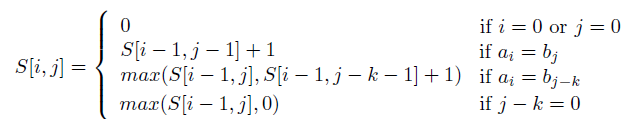 S[i, j] = { 0 if i = 0 or j = 0
S[i − 1, j − 1] + 1 if a_i = b_j
max(S[i − 1, j], S[i − 1, j − k − 1] + 1) if a_i = b_{j−k}
max(S[i − 1, j], 0) if j − k = 0